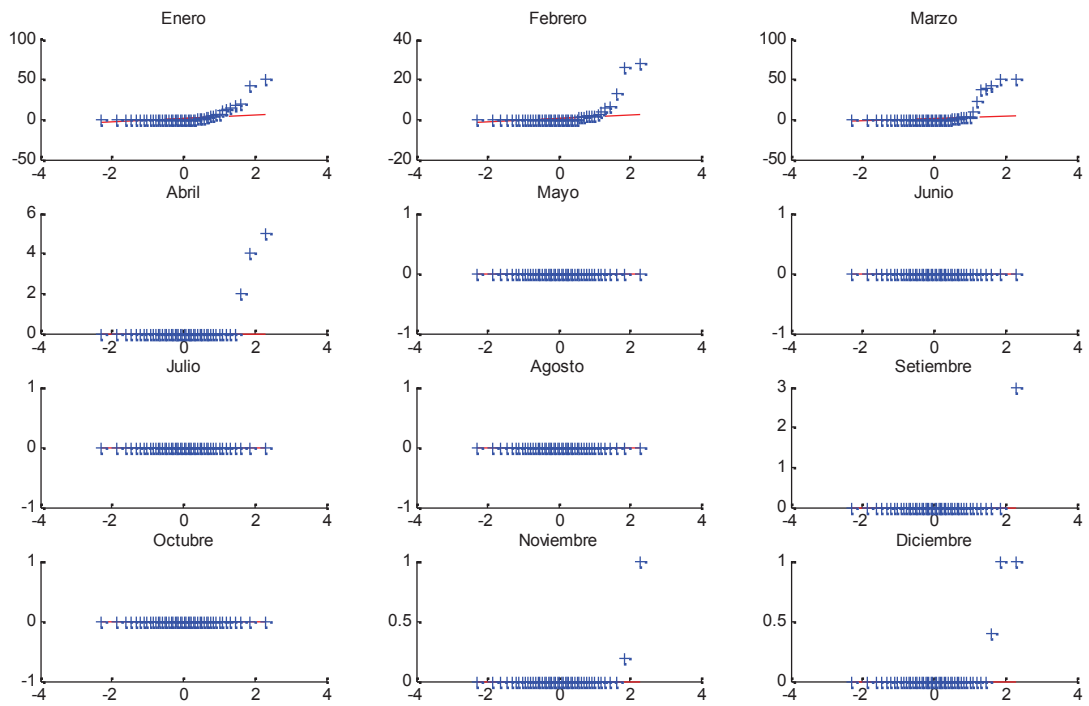 Enero Febrero Marzo
100 40 100
50 20 50
0 0 0
-50 -20 -50
-4 -2 0 2 4 -4 -2 0 2 4 -4 -2 0 2 4
Abril Mayo Junio
6 1 1
4
2 0 0
0 -1 -1
-4 -2 0 2 4 -4 -2 0 2 4 -4 -2 0 2 4
Julio Agosto Setiembre
1 1 3
2
0 0
1
-1 -1 0
-4 -2 0 2 4 -4 -2 0 2 4 -4 -2 0 2 4
Octubre Noviembre Diciembre
1 1 1
0 0.5 0.5
-1 0 0
-4 -2 0 2 4 -4 -2 0 2 4 -4 -2 0 2 4